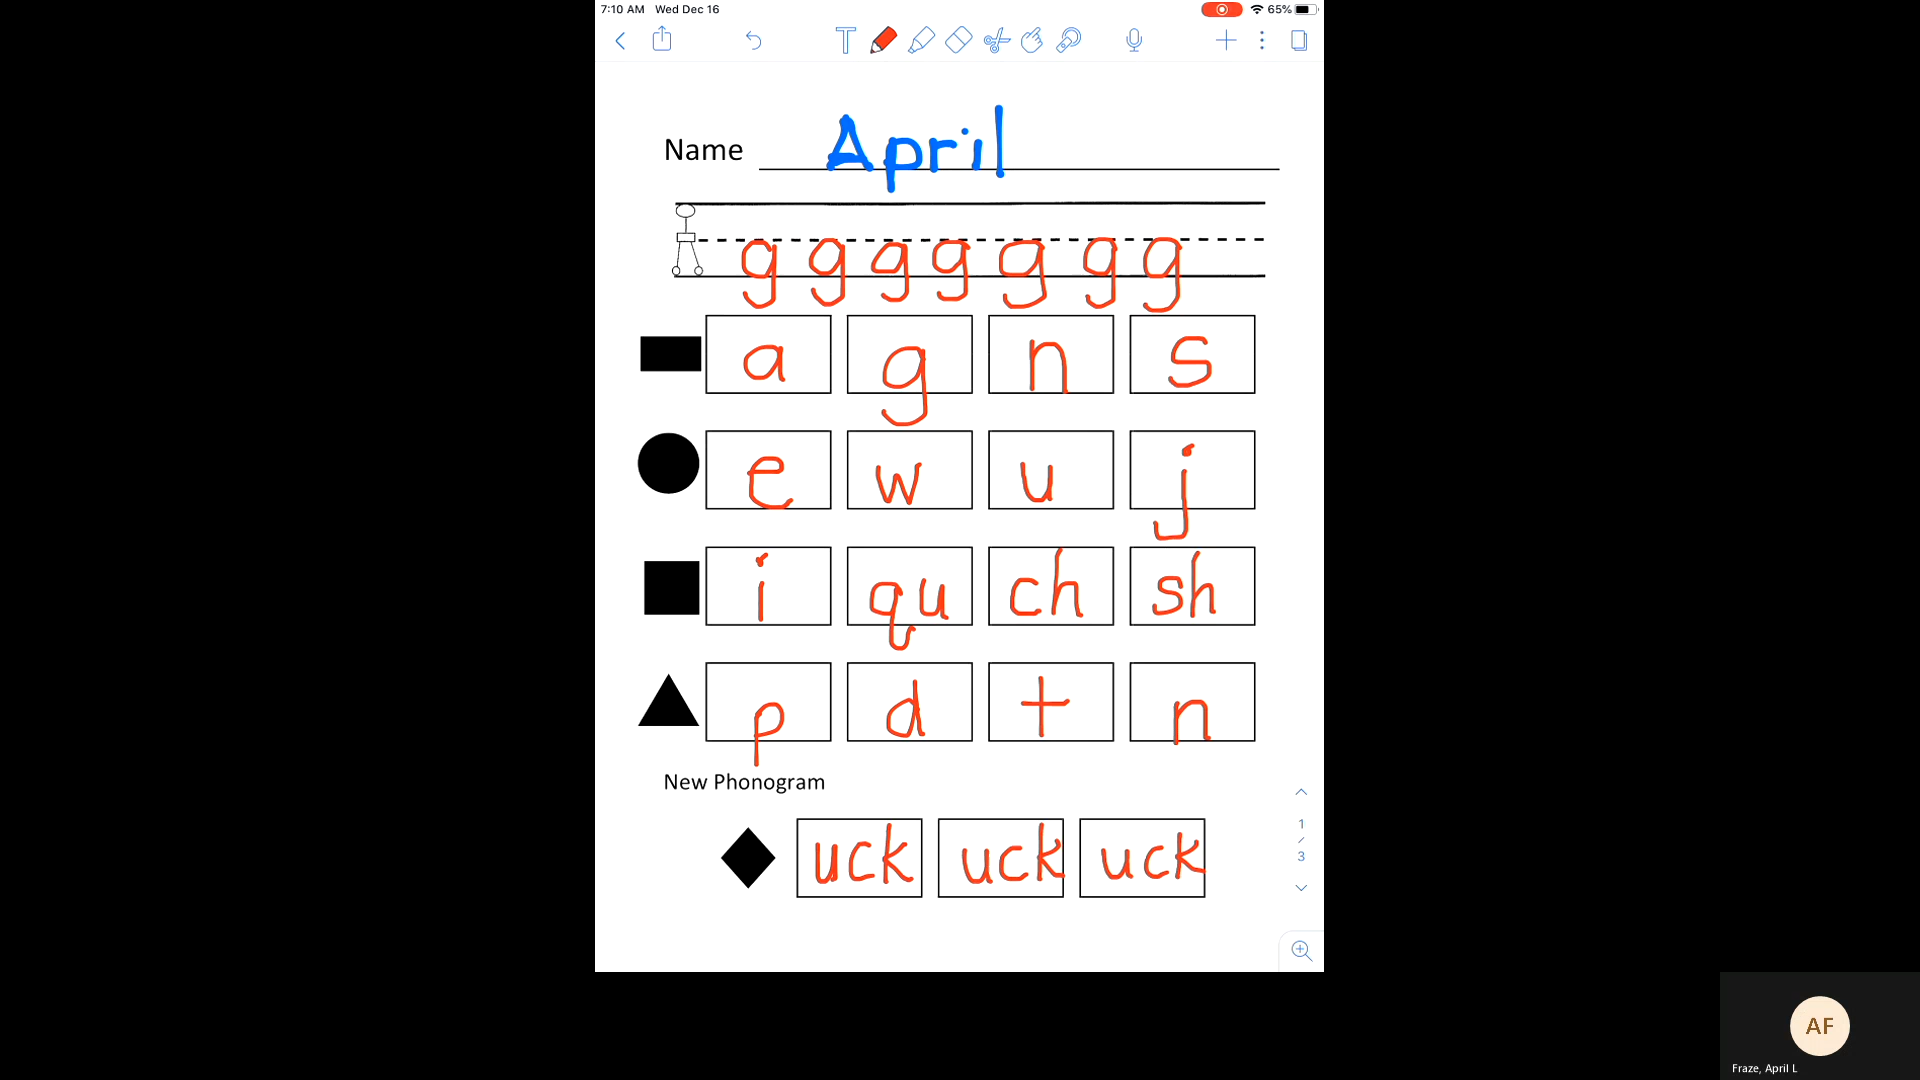 7:10 AM Wed Dec 16 65%
T
Name April
g g g g g g g
a g n s
e w u j
i qu ch sh
p d t n
New Phonogram
1
/
3
uck uck uck
AF
Fraze, April L